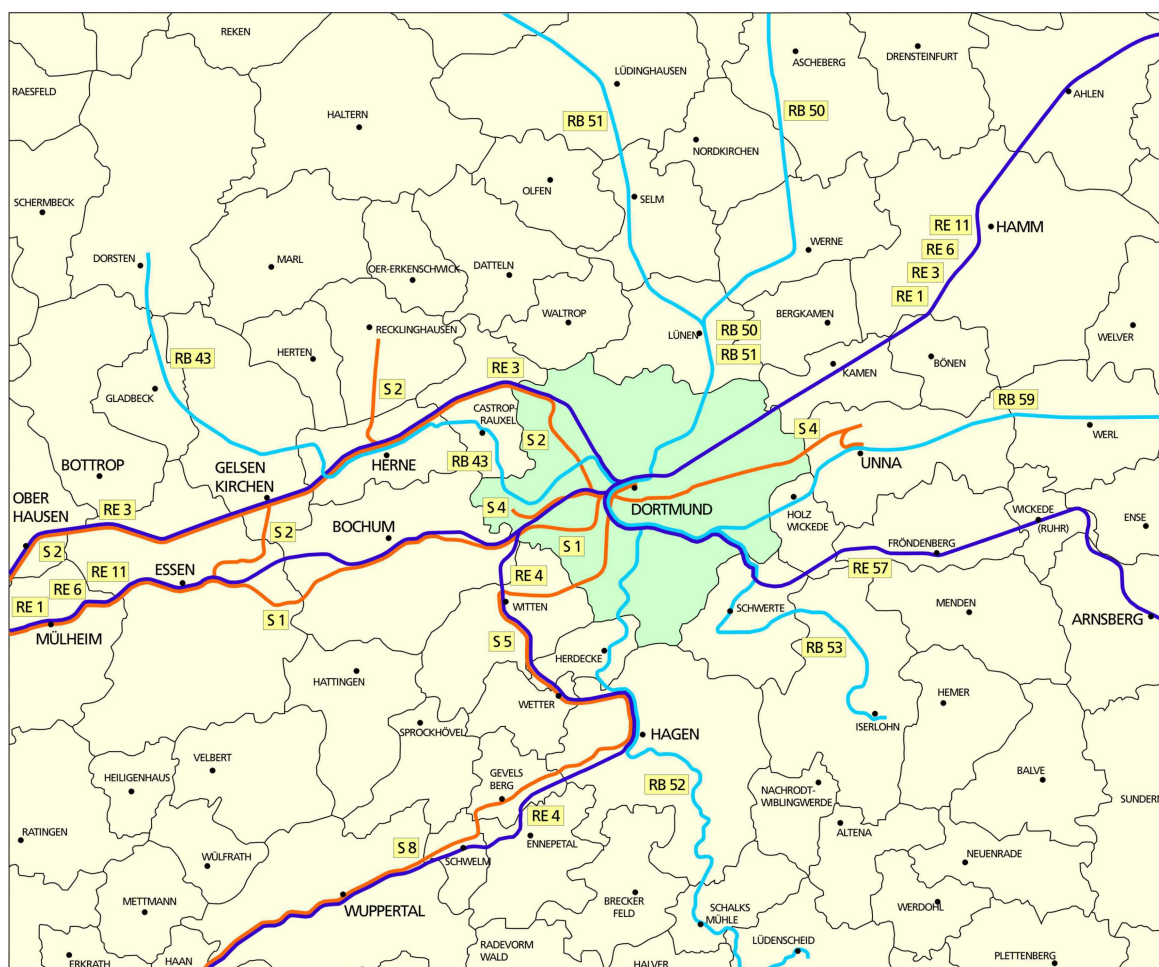 REKEN
RAESFELD
HALTERN
LÜDINGHAUSEN
ASCHEBERG
DRENSTEINFURT
AHLEN
RB 51
RB 50
NORDKIRCHEN
OLFEN
SELM
SCHERMBECK
DORSTEN
MARL
OER-ERKENSCHWICK
DATTELN
WERNE
RE 11
HAMM
RE 6
RE 3
RE 1
WALTROP
BERGKAMEN
RECKLINGHAUSEN
LÜNEN
RB 50
RB 51
WELVER
RB 43
HERTEN
RE 3
KAMEN
BÖNEN
GLADBECK
S 2
CASTROP-
RAUXEL
RB 59
S 2
S 4
WERL
BOTTROP
GELSEN
KIRCHEN
HERNE
RB 43
UNNA
OBER
HAUSEN
RE 3
S 4
DORTMUND
HOLZ
WICKEDE
WICKEDE
(RUHR)
ENSE
S 2
BOCHUM
S 2
S 1
FRÖNDENBERG
RE 11
ESSEN
RE 6
RE 1
RE 4
RE 57
MÜLHEIM
S 1
WITTEN
SCHWERTE
MENDEN
ARNSBERG
S 5
HERDECKE
RB 53
HATTINGEN
WETTER
HEMER
ISERLOHN
SPROCKHÖVEL
HAGEN
VELBERT
HEILIGENHAUS
GEVELS
BERG
RB 52
NACHRODT-
WIBLINGWERDE
BALVE
SUNDERN
RE 4
ALTENA
RATINGEN
S 8
ENNEPETAL
WÜLFRATH
SCHWELM
NEUENRADE
METTMANN
WUPPERTAL
BRECKER
FELD
SCHALKS
MÜHLE
WERDOHL
RADEVORM
WALD
LÜDENSCHEID
ERKRATH
HAAN
HALVER
PLETTENBERG